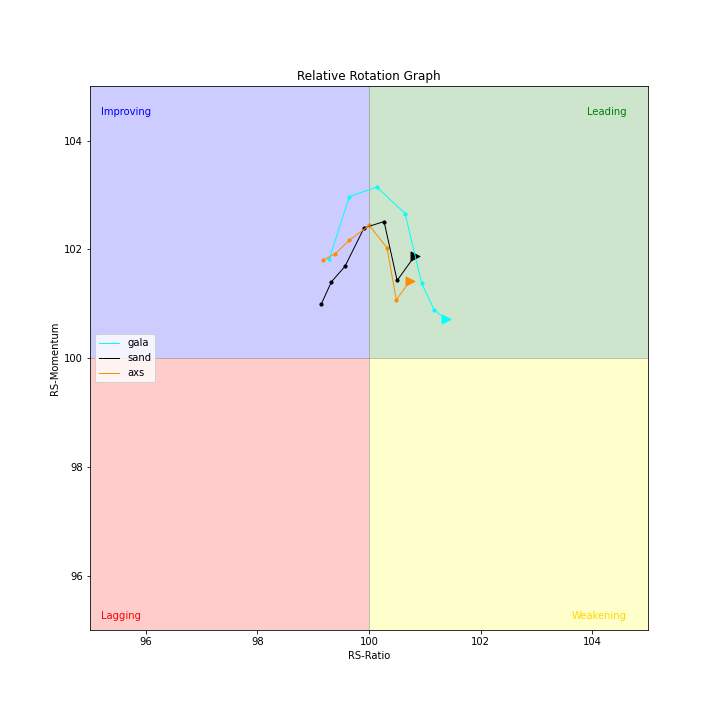 Relative Rotation Graph
Improving
Leading
104
102
100
98
96
RS-Momentum
gala
sand
axs
Lagging
Weakening
96
98
100
102
104
RS-Ratio